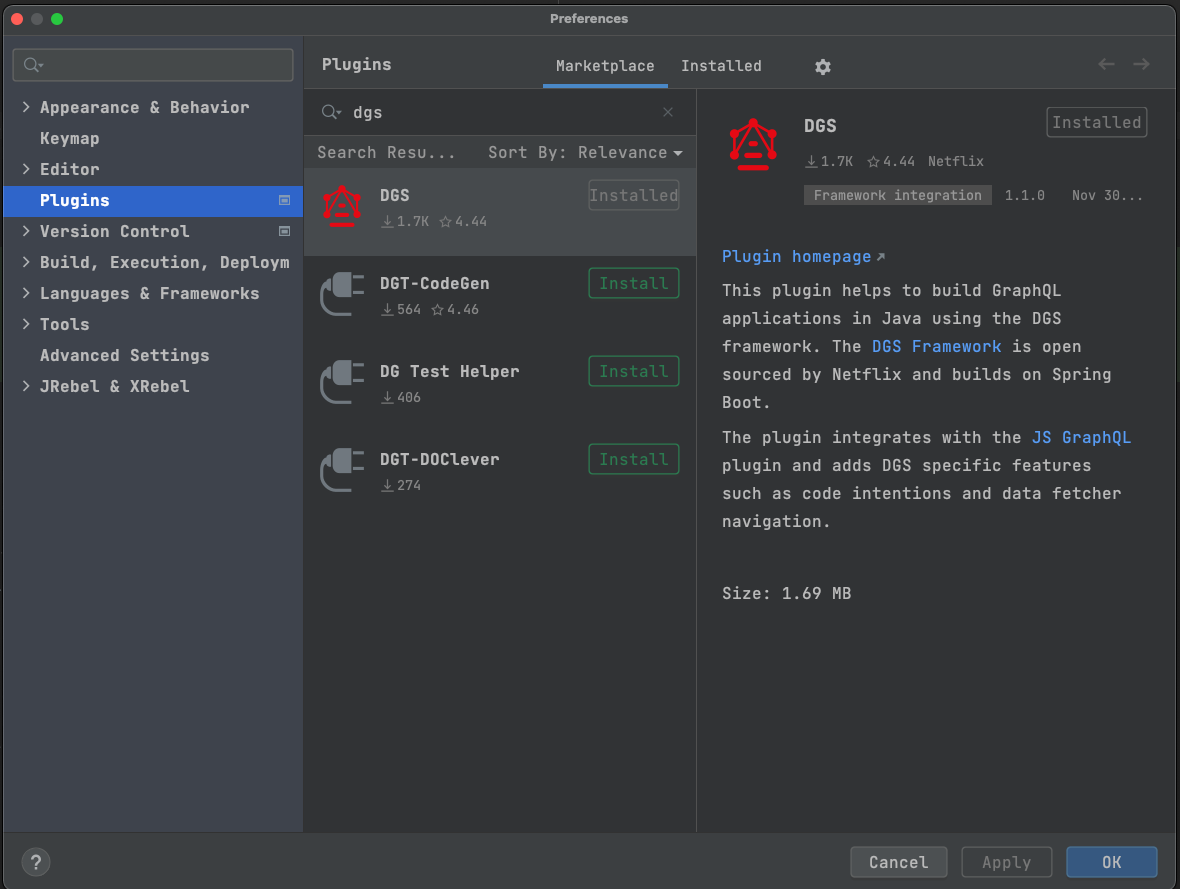 Preferences
Appearance & Behavior
Keymap
Editor
Plugins
Version Control
Build, Execution, Deploym
Languages & Frameworks
Tools
Advanced Settings
JRebel & XRebel
Plugins
Marketplace
Installed
dgs
Search Resu... Sort By: Relevance
DGS
Installed
1.7K 4.44
DGT-CodeGen
Install
564 4.46
DG Test Helper
Install
406
DGT-DOClever
Install
274
DGS
Installed
1.7K 4.44 Netflix
Framework integration 1.1.0 Nov 30...
Plugin homepage
This plugin helps to build GraphQL
applications in Java using the DGS
framework. The DGS Framework is open
sourced by Netflix and builds on Spring
Boot.
The plugin integrates with the JS GraphQL
plugin and adds DGS specific features
such as code intentions and data fetcher
navigation.
Size: 1.69 MB
?
Cancel
Apply
OK